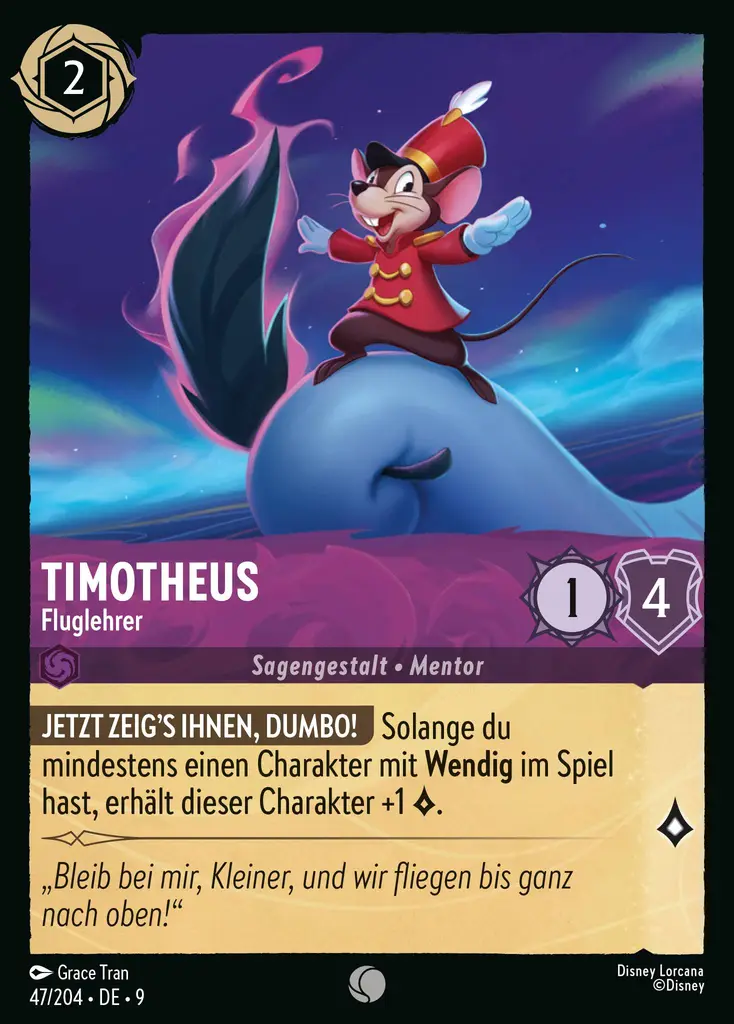 2
TIMOTHEUS
Fluglehrer
1
4
Sagengestalt • Mentor
JETZT ZEIG'S IHNEN, DUMBO! Solange du
mindestens einen Charakter mit Wendig im Spiel
hast, erhält dieser Charakter +1 .
„Bleib bei mir, Kleiner, und wir fliegen bis ganz
nach oben!“
Grace Tran
47/204 • DE • 9
Disney Lorcana
©Disney